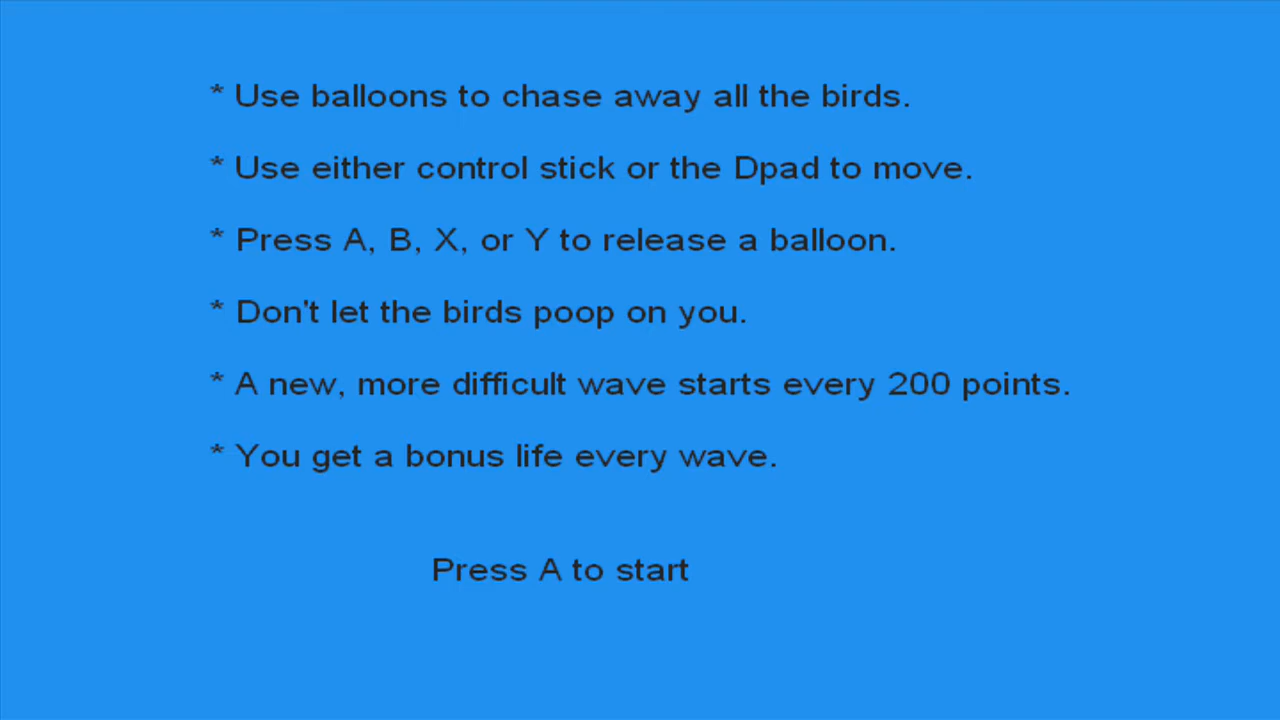 * Use balloons to chase away all the birds.
* Use either control stick or the Dpad to move.
* Press A, B, X, or Y to release a balloon.
* Don't let the birds poop on you.
* A new, more difficult wave starts every 200 points.
* You get a bonus life every wave.
Press A to start